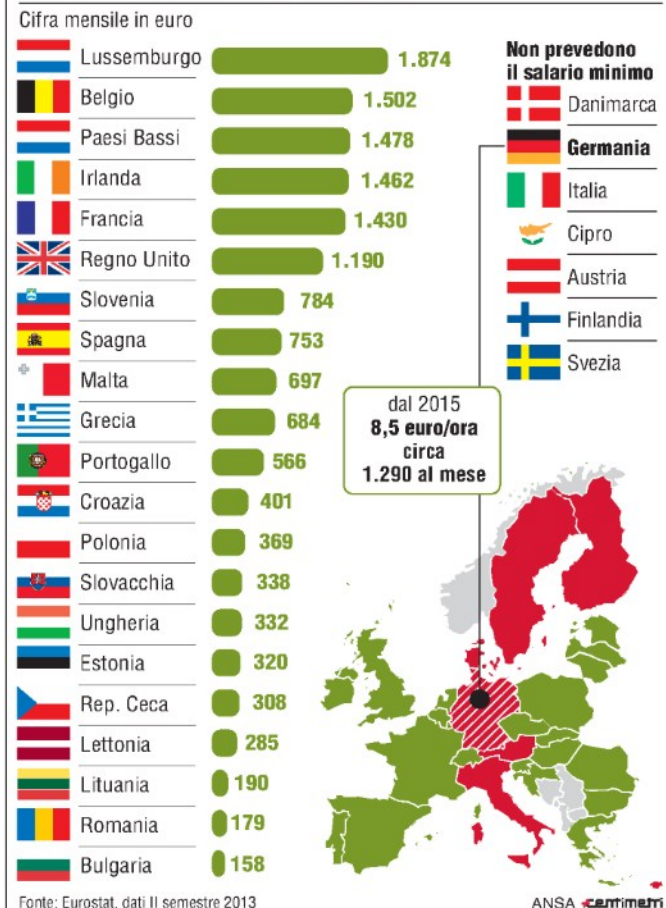 Cifra mensile in euro
Lussemburgo 1.874
Belgio 1.502
Paesi Bassi 1.478
Irlanda 1.462
Francia 1.430
Regno Unito 1.190
Slovenia 784
Spagna 753
Malta 697
Grecia 684
Portogallo 566
Croazia 401
Polonia 369
Slovacchia 338
Ungheria 332
Estonia 320
Rep. Ceca 308
Lettonia 285
Lituania 190
Romania 179
Bulgaria 158
Non prevedono
il salario minimo
Danimarca
Germania
Italia
Cipro
Austria
Finlandia
Svezia
dal 2015
8,5 euro/ora
circa
1.290 al mese
Fonte: Eurostat, dati II semestre 2013
ANSA centimetri